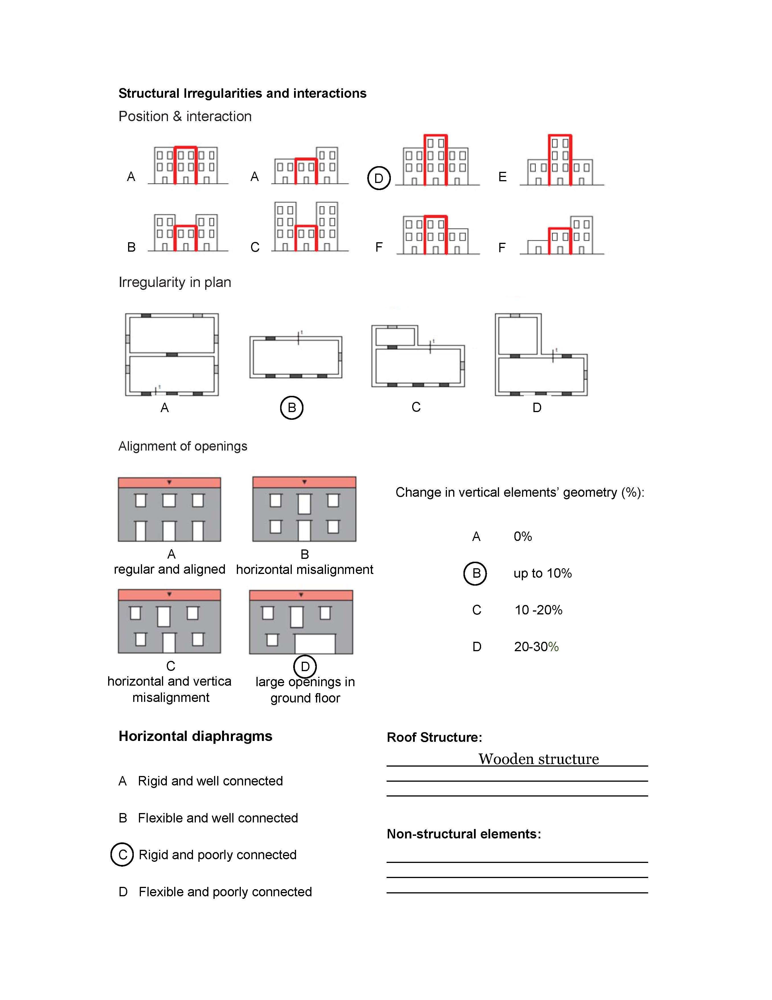 Structural Irregularities and interactions
Position & interaction
A A D E
B C F F
Irregularity in plan
t
t
t
t
A B C D
Alignment of openings
Change in vertical elements’ geometry (%):
A 0%
B up to 10%
C 10 -20%
D 20-30%
A B
regular and aligned horizontal misalignment
C D
horizontal and vertica large openings in
misalignment ground floor
Horizontal diaphragms
A Rigid and well connected
B Flexible and well connected
C Rigid and poorly connected
D Flexible and poorly connected
Roof Structure:
Wooden structure
Non-structural elements: